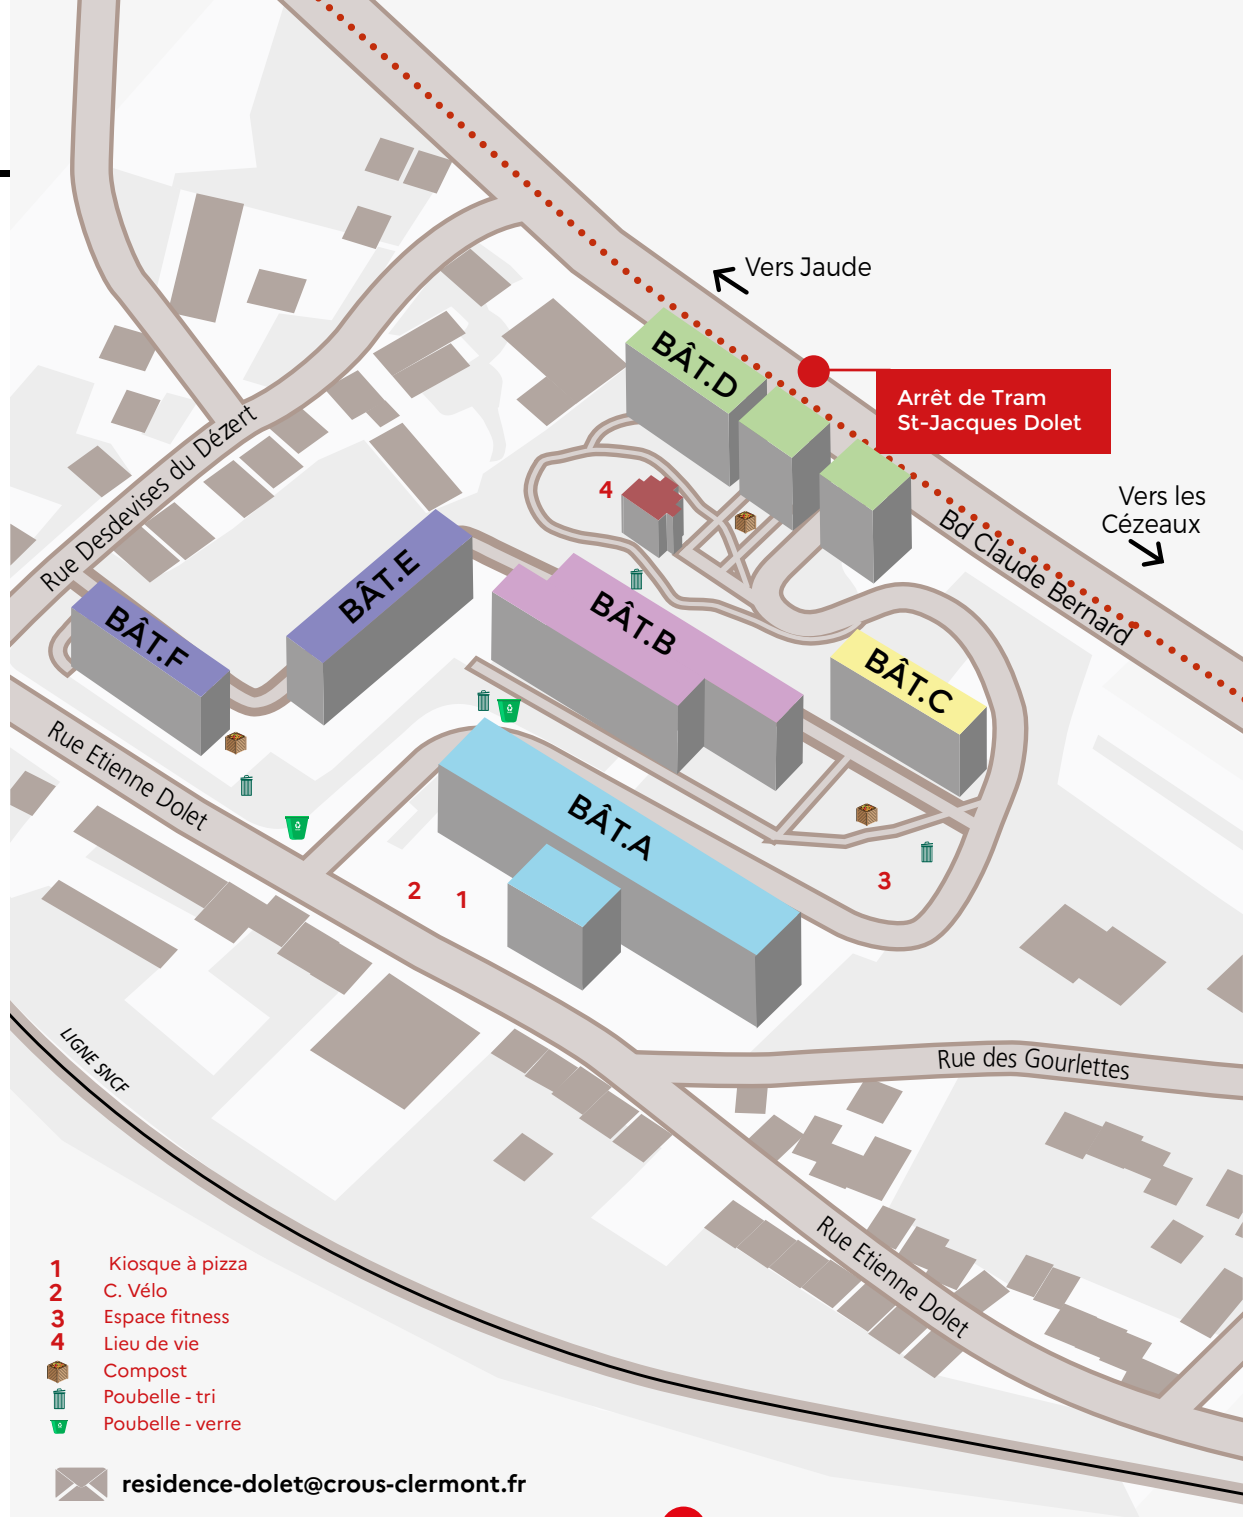 Vers Jaude
BÂT.D
Arrêt de Tram
St-Jacques Dolet
Rue Desdevises du Dézert
4
Vers les
Cézeaux
Bd Claude Bernard
BÂT.E
BÂT.F
BÂT.B
BÂT.C
Rue Etienne Dolet
BÂT.A
3
2
1
LIGNE SNCF
Rue des Gourlettes
Rue Etienne Dolet
1 Kiosque à pizza
2 C. Vélo
3 Espace fitness
4 Lieu de vie
Compost
Poubelle - tri
Poubelle - verre
residence-dolet@crous-clermont.fr